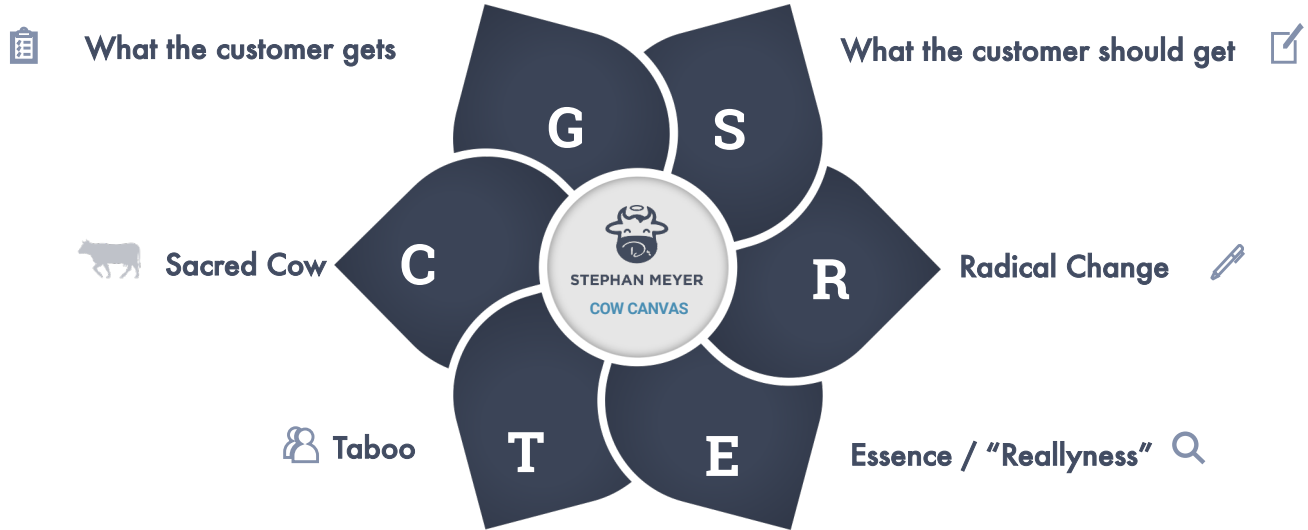 What the customer gets
What the customer should get
G
S
C
Sacred Cow
STEPHAN MEYER
COW CANVAS
R
Radical Change
T
Taboo
E
Essence / “Reallyness”